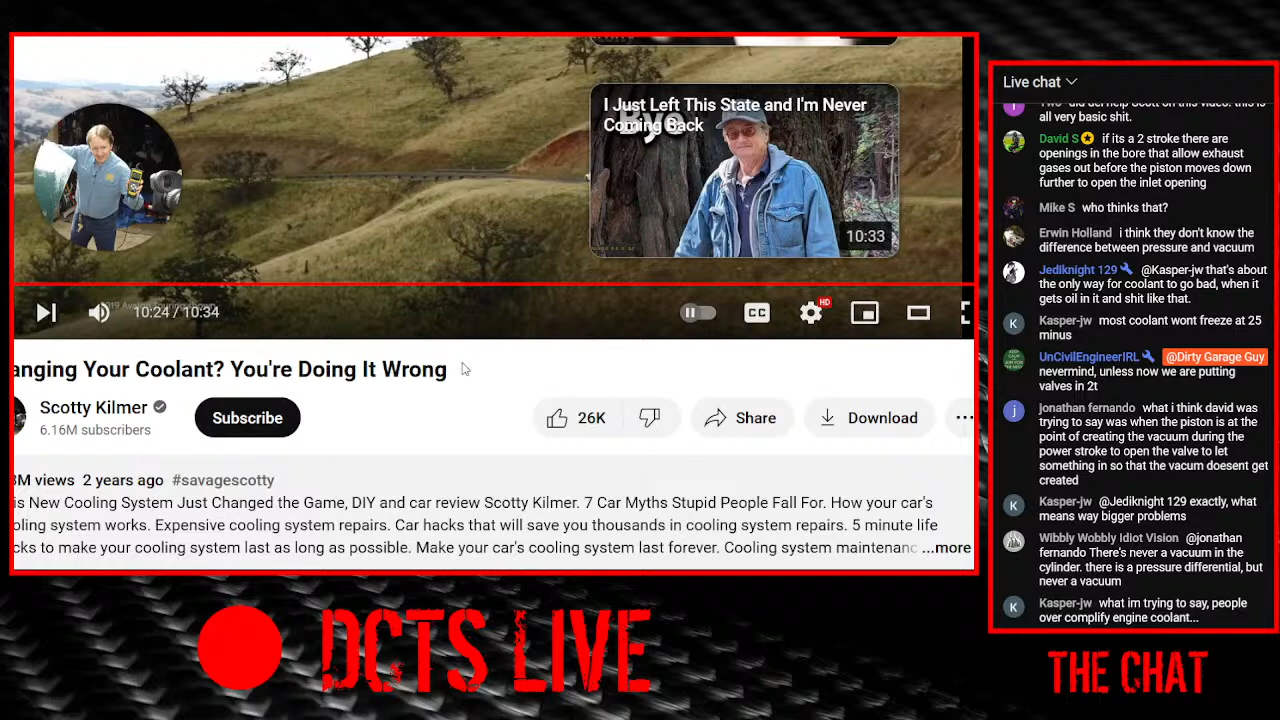 I Just Left This State and I'm Never
Coming Back
Bye
10:33
2019 Avalon Touring shown
10:24 / 10:34
CC
HD
anging Your Coolant? You're Doing It Wrong
Scotty Kilmer
6.16M subscribers
Subscribe
26K
Share
Download
...
3M views 2 years ago #savagescotty
is New Cooling System Just Changed the Game, DIY and car review Scotty Kilmer. 7 Car Myths Stupid People Fall For. How your car's
oling system works. Expensive cooling system repairs. Car hacks that will save you thousands in cooling system repairs. 5 minute life
cks to make your cooling system last as long as possible. Make your car's cooling system last forever. Cooling system maintenanc ...more
Live chat
all very basic shit.
David S if its a 2 stroke there are
openings in the bore that allow exhaust
gases out before the piston moves down
further to open the inlet opening
Mike S who thinks that?
Erwin Holland i think they don't know the
difference between pressure and vacuum
Jediknight 129 @Kasper-jw that's about
the only way for coolant to go bad, when it
gets oil in it and shit like that.
K
Kasper-jw most coolant wont freeze at 25
minus
UnCivilEngineerIRL @Dirty Garage Guy
nevermind, unless now we are putting
valves in 2t
j
jonathan fernando what i think david was
trying to say was when the piston is at the
point of creating the vacuum during the
power stroke to open the valve to let
something in so that the vacum doesent get
created
K
Kasper-jw @Jediknight 129 exactly, what
means way bigger problems
Wibbly Wobbly Idiot Vision @jonathan
fernando There's never a vacuum in the
cylinder. there is a pressure differential, but
never a vacuum
K
Kasper-jw what im trying to say, people
over complify engine coolant...
DCTS LIVE
THE CHAT